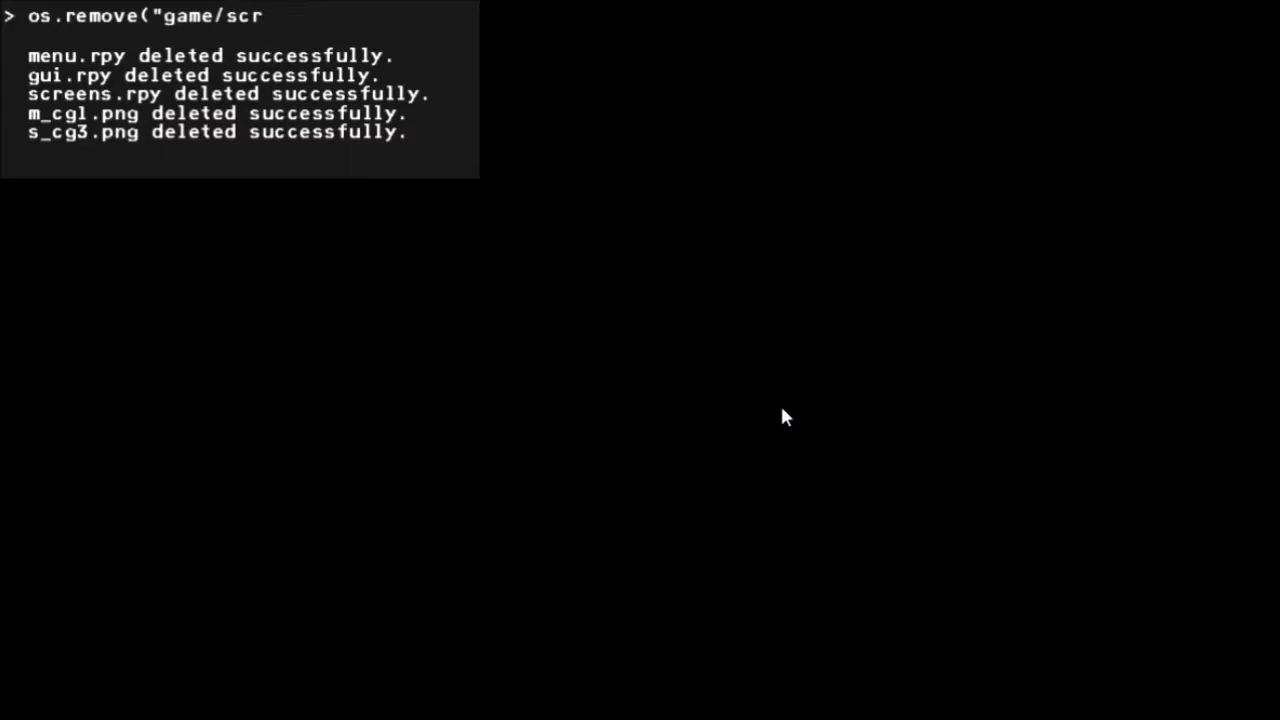 > os.remove("game/scr
menu.rpy deleted successfully.
gui.rpy deleted successfully.
screens.rpy deleted successfully.
m_cg1.png deleted successfully.
s_cg3.png deleted successfully.